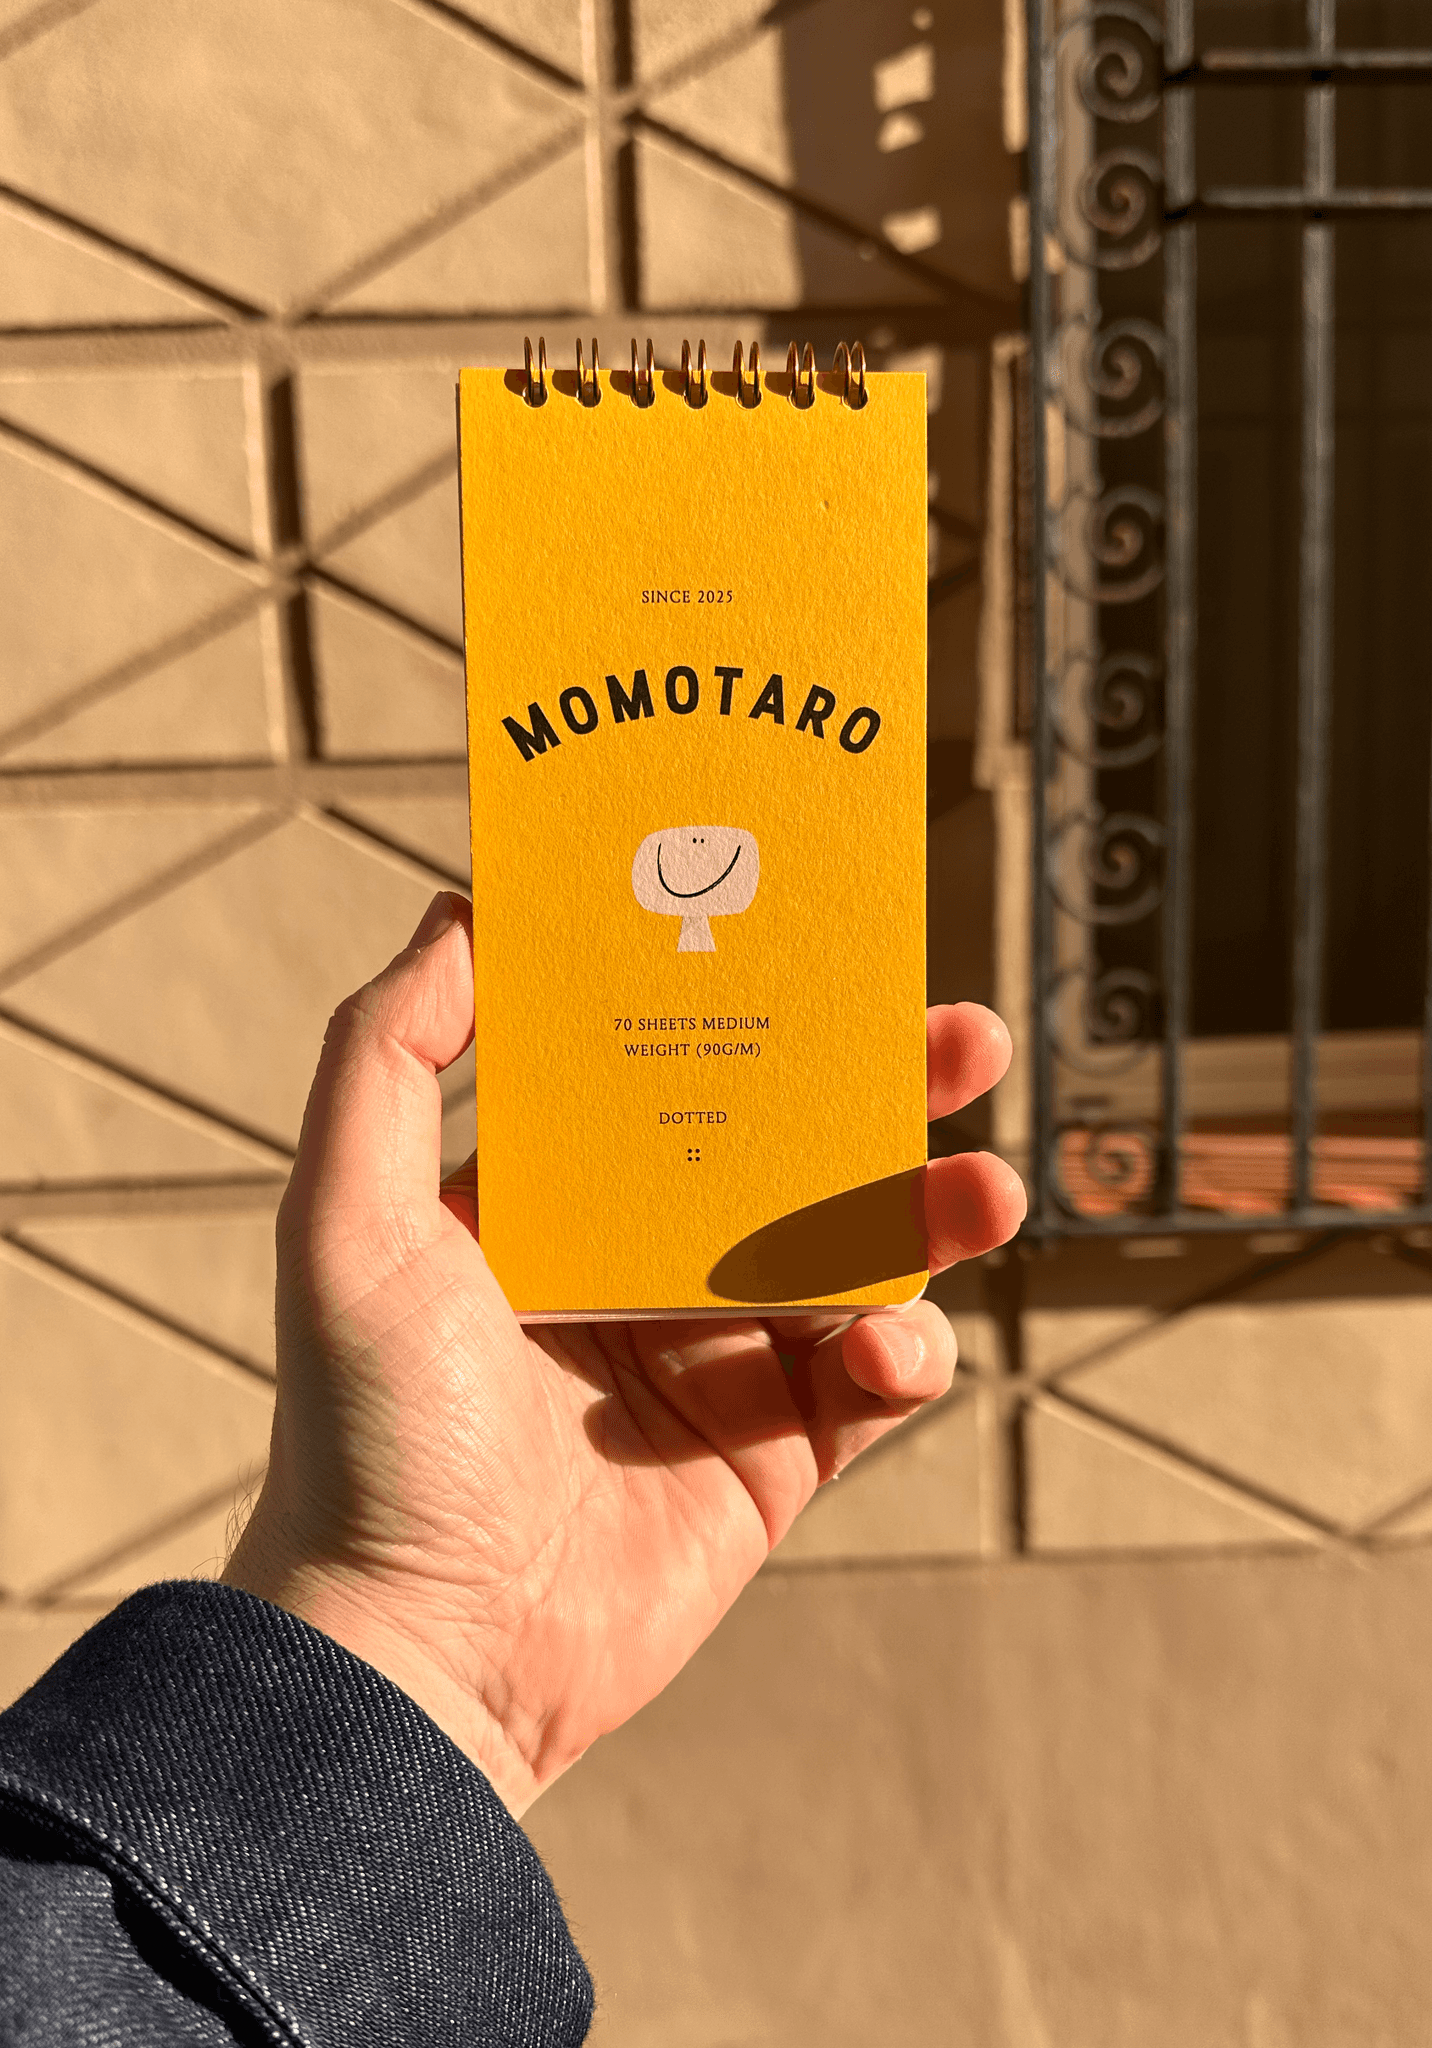 SINCE 2025
MOMOTARO
70 SHEETS MEDIUM
WEIGHT (90G/M)
DOTTED